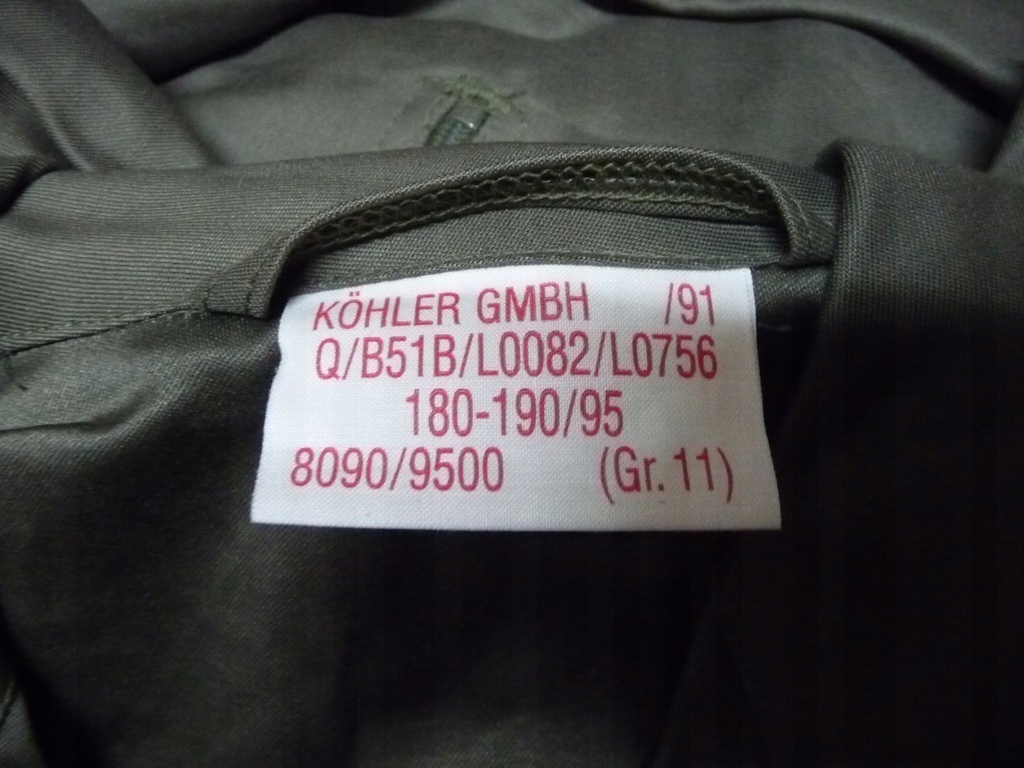 KÖHLER GMBH /91
Q/B51B/L0082/L0756
180-190/95
8090/9500 (Gr. 11)